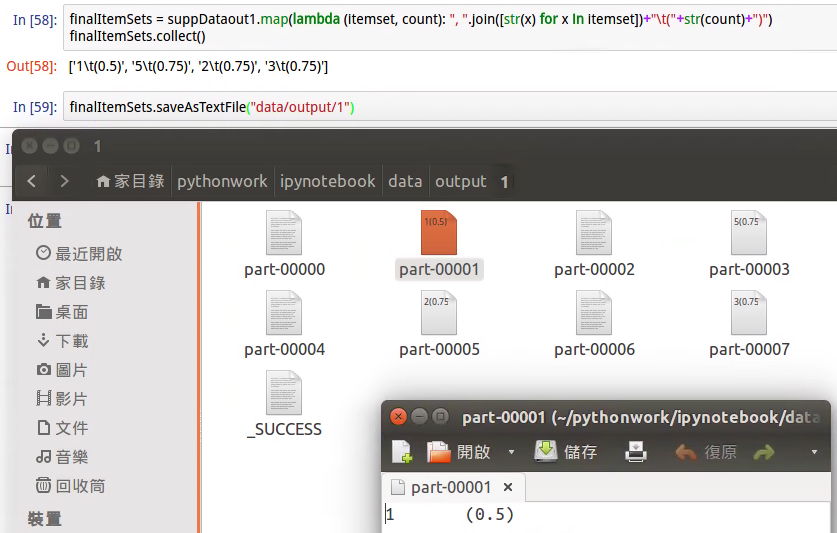 In [58]: finalItemSets = suppDataout1.map(lambda (itemset, count): ", ".join([str(x) for x in itemset])+"\t("+str(count)+")")
finalItemSets.collect()
Out[58]: ['1\t(0.5)', '5\t(0.75)', '2\t(0.75)', '3\t(0.75)']
In [59]: finalItemSets.saveAsTextFile("data/output/1")
1
家目錄 pythonwork ipynotebook data output 1
位置
最近開啟
家目錄
桌面
下載
圖片
影片
文件
音樂
回收筒
裝置
1(0.5)
5(0.75
part-00000 part-00001 part-00002 part-00003
2(0.75
3(0.75
part-00004 part-00005 part-00006 part-00007
_SUCCESS
part-00001 (~/pythonwork/ipynotebook/data
開啟 儲存 復原
part-00001 ×
1 (0.5)